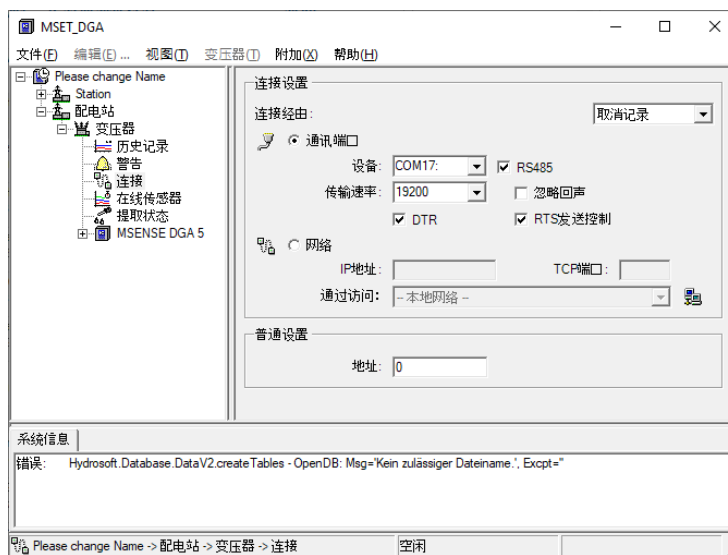 MSET_DGA
文件(F) 编辑(E) ... 视图(T) 变压器(T) 附加(X) 帮助(H)
Please change Name
Station
配电站
变压器
历史记录
警告
连接
在线传感器
提取状态
MSENSE DGA 5
连接设置
连接经由:
取消记录
通讯端口
设备: COM17: RS485
传输速率: 19200 忽略回声
DTR RTS发送控制
网络
IP地址: TCP端口:
通过访问: -- 本地网络 --
普通设置
地址: 0
系统信息
错误: Hydrosoft.Database.DataV2.createTables - OpenDB: Msg='Kein zulässiger Dateiname.', Excpt=''
Please change Name -> 配电站 -> 变压器 -> 连接 空闲